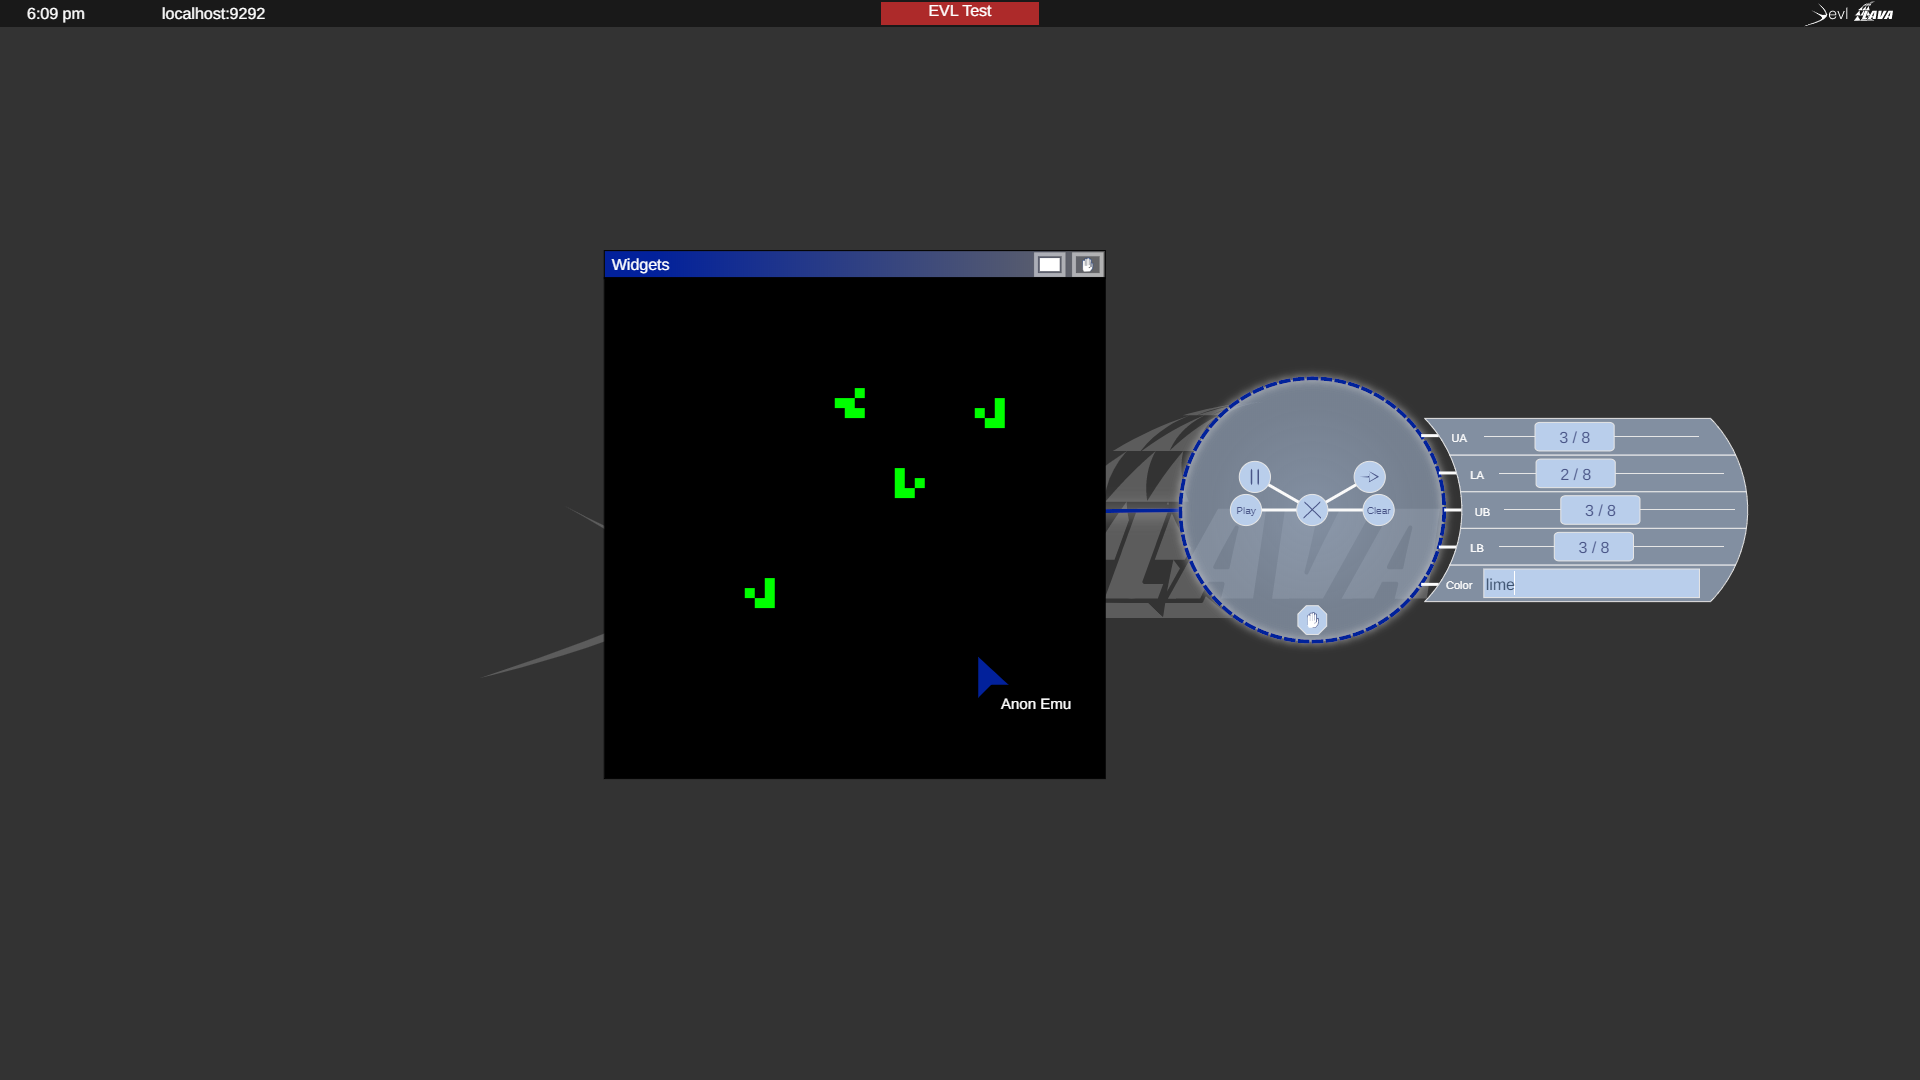 6:09 pm
localhost:9292
EVL Test
evl
LAVA
Widgets
Anon Emu
LAVA
Play
Clear
UA
3 / 8
LA
2 / 8
UB
3 / 8
LB
3 / 8
Color
lime